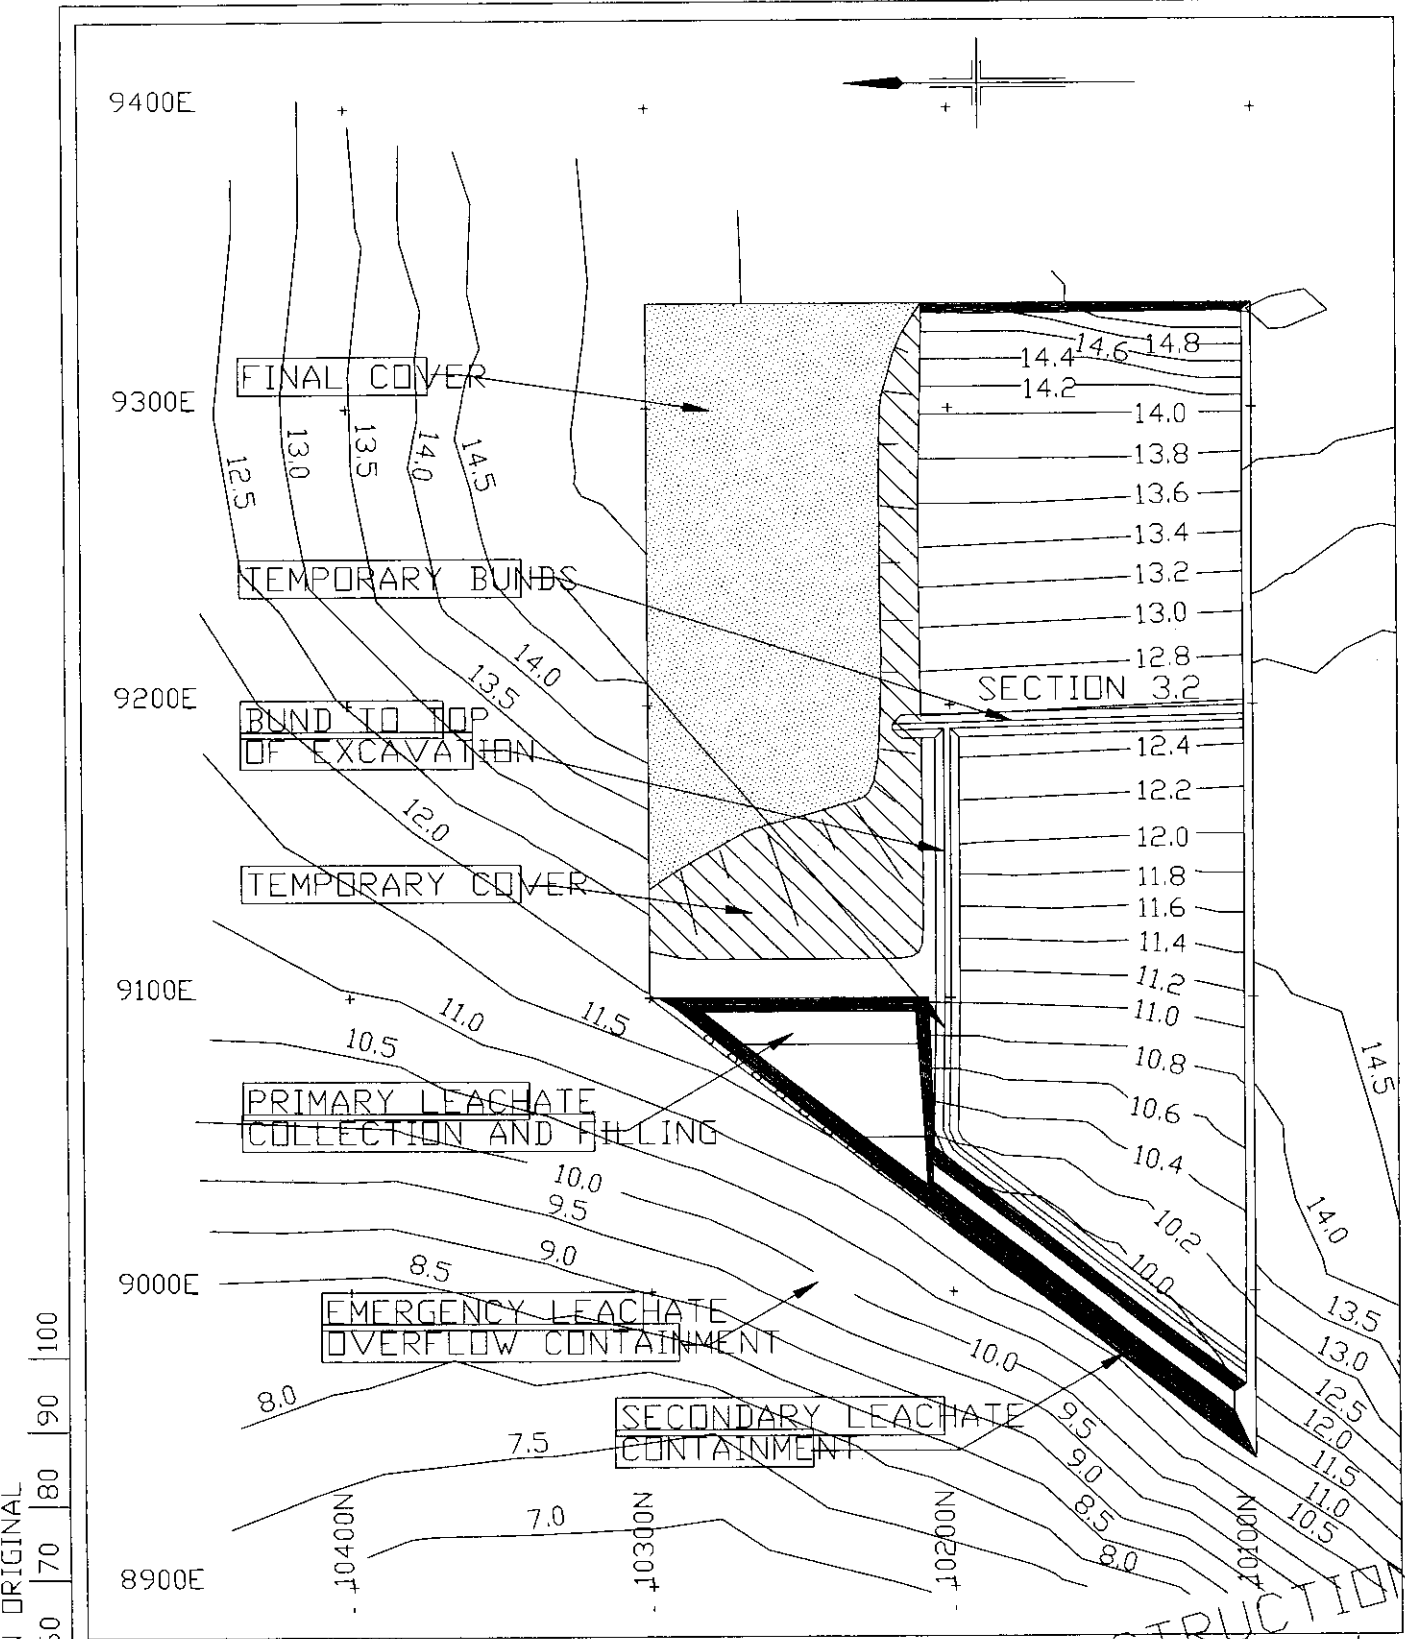 9400E
14.6 14.8
14.4
FINAL COVER
14.2
9300E
14.0
12.5 13.0 13.5 14.0 14.5
13.8
13.6
13.4
TEMPORARY BUNDS
13.2
13.0
14.0
12.8
13.5
SECTION 3.2
9200E
BUND TO TOP
OF EXCAVATION
12.4
12.2
12.0
12.0
11.8
TEMPORARY COVER
11.6
11.4
11.2
9100E
11.0
11.0
11.5
10.5
10.8
14.5
PRIMARY LEACHATE
COLLECTION AND FILLING
10.6
10.4
10.0
9.5
10.2
14.0
9.0
8.5
10.0
9000E
EMERGENCY LEACHATE
OVERFLOW CONTAINMENT
13.5
10.0
13.0
8.0
12.5
SECONDARY LEACHATE
CONTAINMENT
9.5
12.0
7.5
9.0
11.5
11.0
7.0
8.5
10.5
8.0
8900E
10400N
10300N
10200N
10100N
STRUCTIO
ORIGINAL
60 70 80 90 100